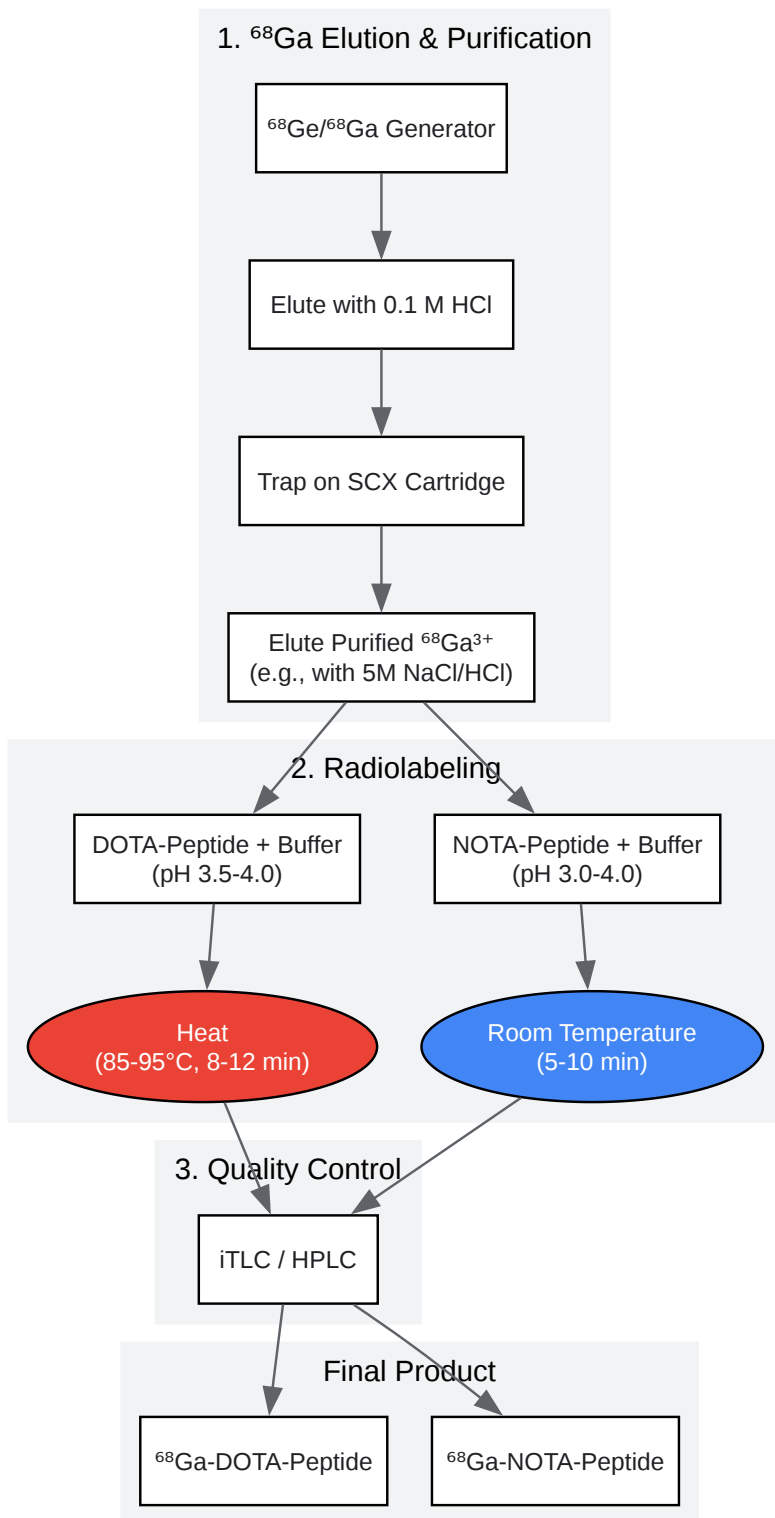 1. ⁶⁸Ga Elution & Purification
⁶⁸Ge/⁶⁸Ga Generator
Elute with 0.1 M HCl
Trap on SCX Cartridge
Elute Purified ⁶⁸Ga³⁺
(e.g., with 5M NaCl/HCl)
2. Radiolabeling
DOTA-Peptide + Buffer
(pH 3.5-4.0)
NOTA-Peptide + Buffer
(pH 3.0-4.0)
Heat
(85-95°C, 8-12 min)
Room Temperature
(5-10 min)
3. Quality Control
iTLC / HPLC
Final Product
⁶⁸Ga-DOTA-Peptide
⁶⁸Ga-NOTA-Peptide